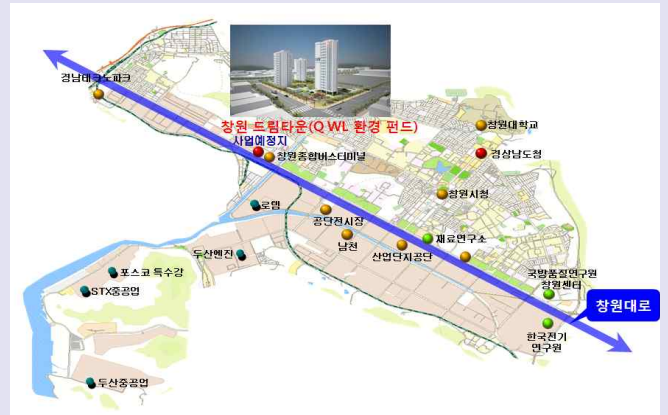 경남테크노파크
창원 드림타운(QWL 환경 펀드)
사업예정지
창원종합버스터미널
창원대학교
경상남도청
창원시청
로템
공단전시장
남천
재료연구소
산업단지공단
두산엔진
포스코 특수강
STX중공업
국방품질연구원
창원센터
창원대로
한국전기
연구원
두산중공업